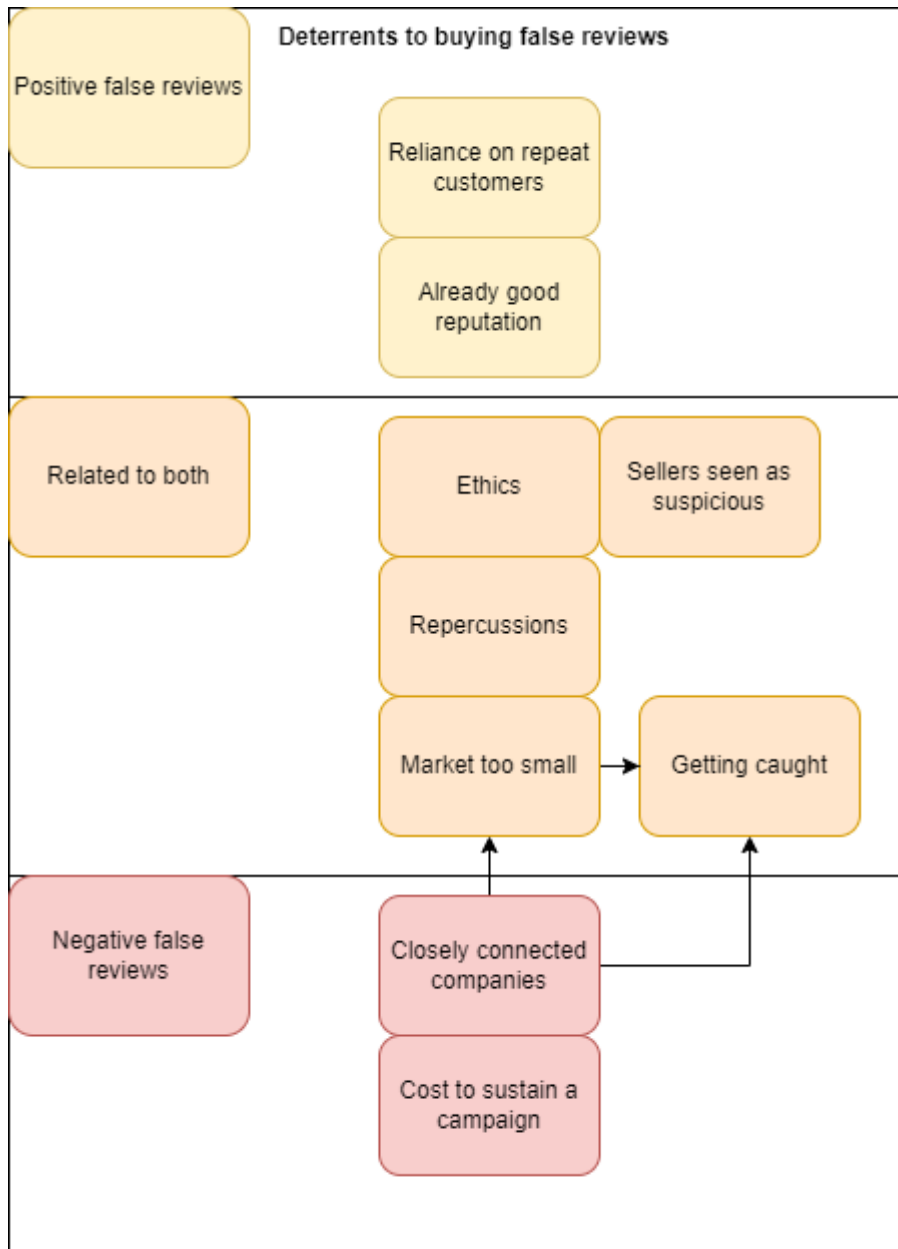 Deterrents to buying false reviews
Positive false reviews
Reliance on repeat
customers
Already good
reputation
Related to both
Ethics
Sellers seen as
suspicious
Repercussions
Market too small
Getting caught
Negative false
reviews
Closely connected
companies
Cost to sustain a
campaign